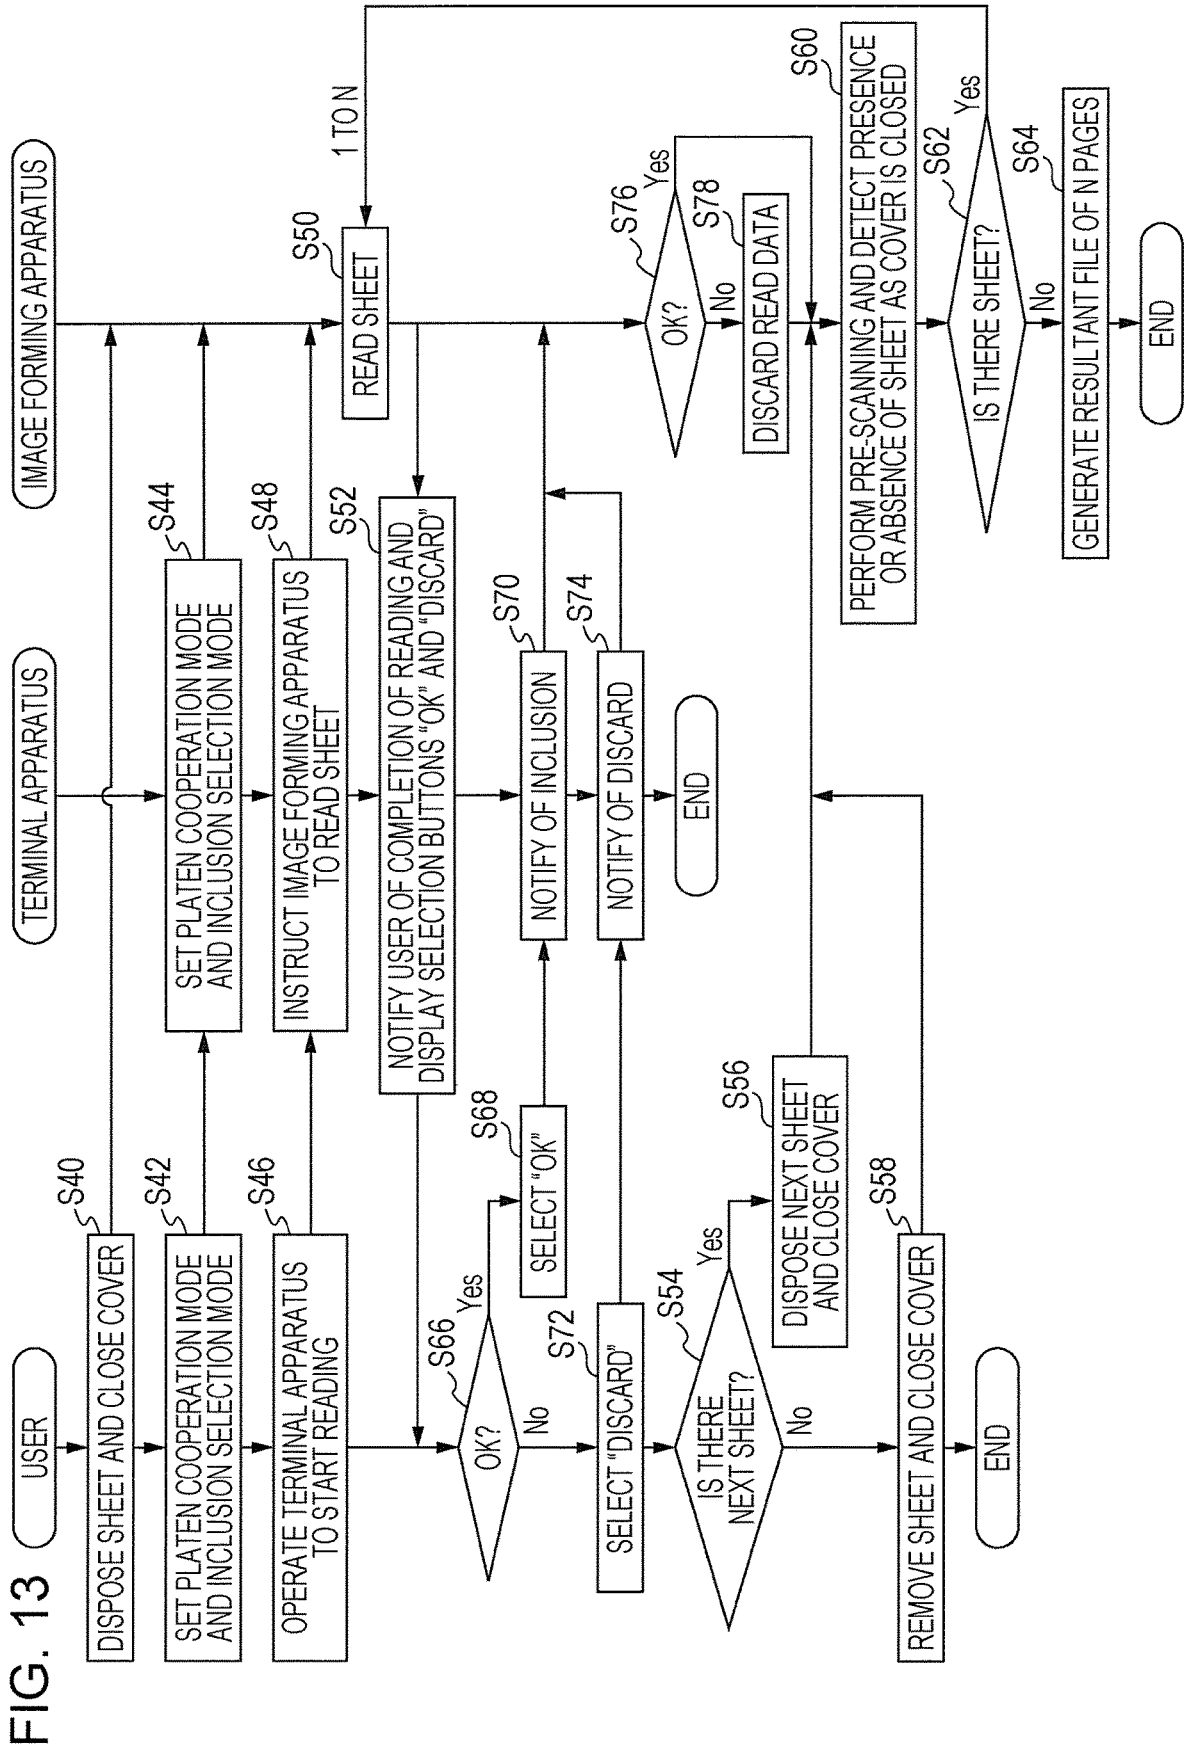 FIG. 13
USER
TERMINAL APPARATUS
IMAGE FORMING APPARATUS
S40
DISPOSE SHEET AND CLOSE COVER
S42
SET PLATEN COOPERATION MODE
AND INCLUSION SELECTION MODE
S44
SET PLATEN COOPERATION MODE
AND INCLUSION SELECTION MODE
S46
OPERATE TERMINAL APPARATUS
TO START READING
S48
INSTRUCT IMAGE FORMING APPARATUS
TO READ SHEET
S50
READ SHEET
1 TO N
S52
NOTIFY USER OF COMPLETION OF READING AND
DISPLAY SELECTION BUTTONS "OK" AND "DISCARD"
S66
OK?
Yes
No
S68
SELECT "OK"
S70
NOTIFY OF INCLUSION
S72
SELECT "DISCARD"
S74
NOTIFY OF DISCARD
END
S76
OK?
Yes
No
S78
DISCARD READ DATA
S54
IS THERE
NEXT SHEET?
Yes
No
S56
DISPOSE NEXT SHEET
AND CLOSE COVER
S58
REMOVE SHEET AND CLOSE COVER
END
S60
PERFORM PRE-SCANNING AND DETECT PRESENCE
OR ABSENCE OF SHEET AS COVER IS CLOSED
S62
IS THERE SHEET?
Yes
No
S64
GENERATE RESULTANT FILE OF N PAGES
END